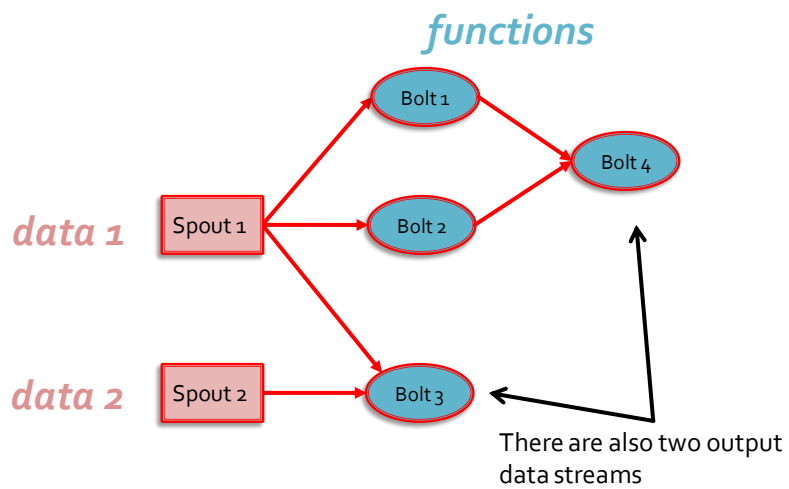 functions
Bolt 1
Bolt 4
data 1
Spout 1
Bolt 2
data 2
Spout 2
Bolt 3
There are also two output
data streams